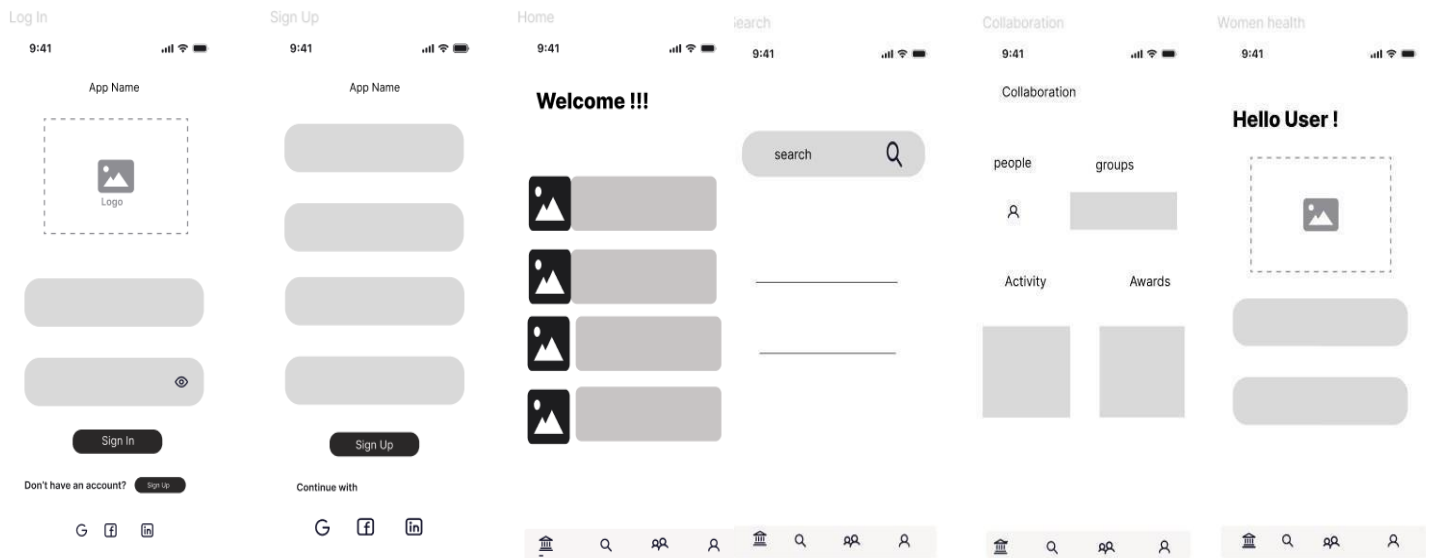 Log In
9:41
App Name
Logo
Sign In
Don't have an account?
Sign Up
Sign Up
9:41
App Name
Sign Up
Continue with
Home
9:41
Welcome !!!
earch
9:41
search
Collaboration
9:41
Collaboration
people
groups
Activity
Awards
Women health
9:41
Hello User !